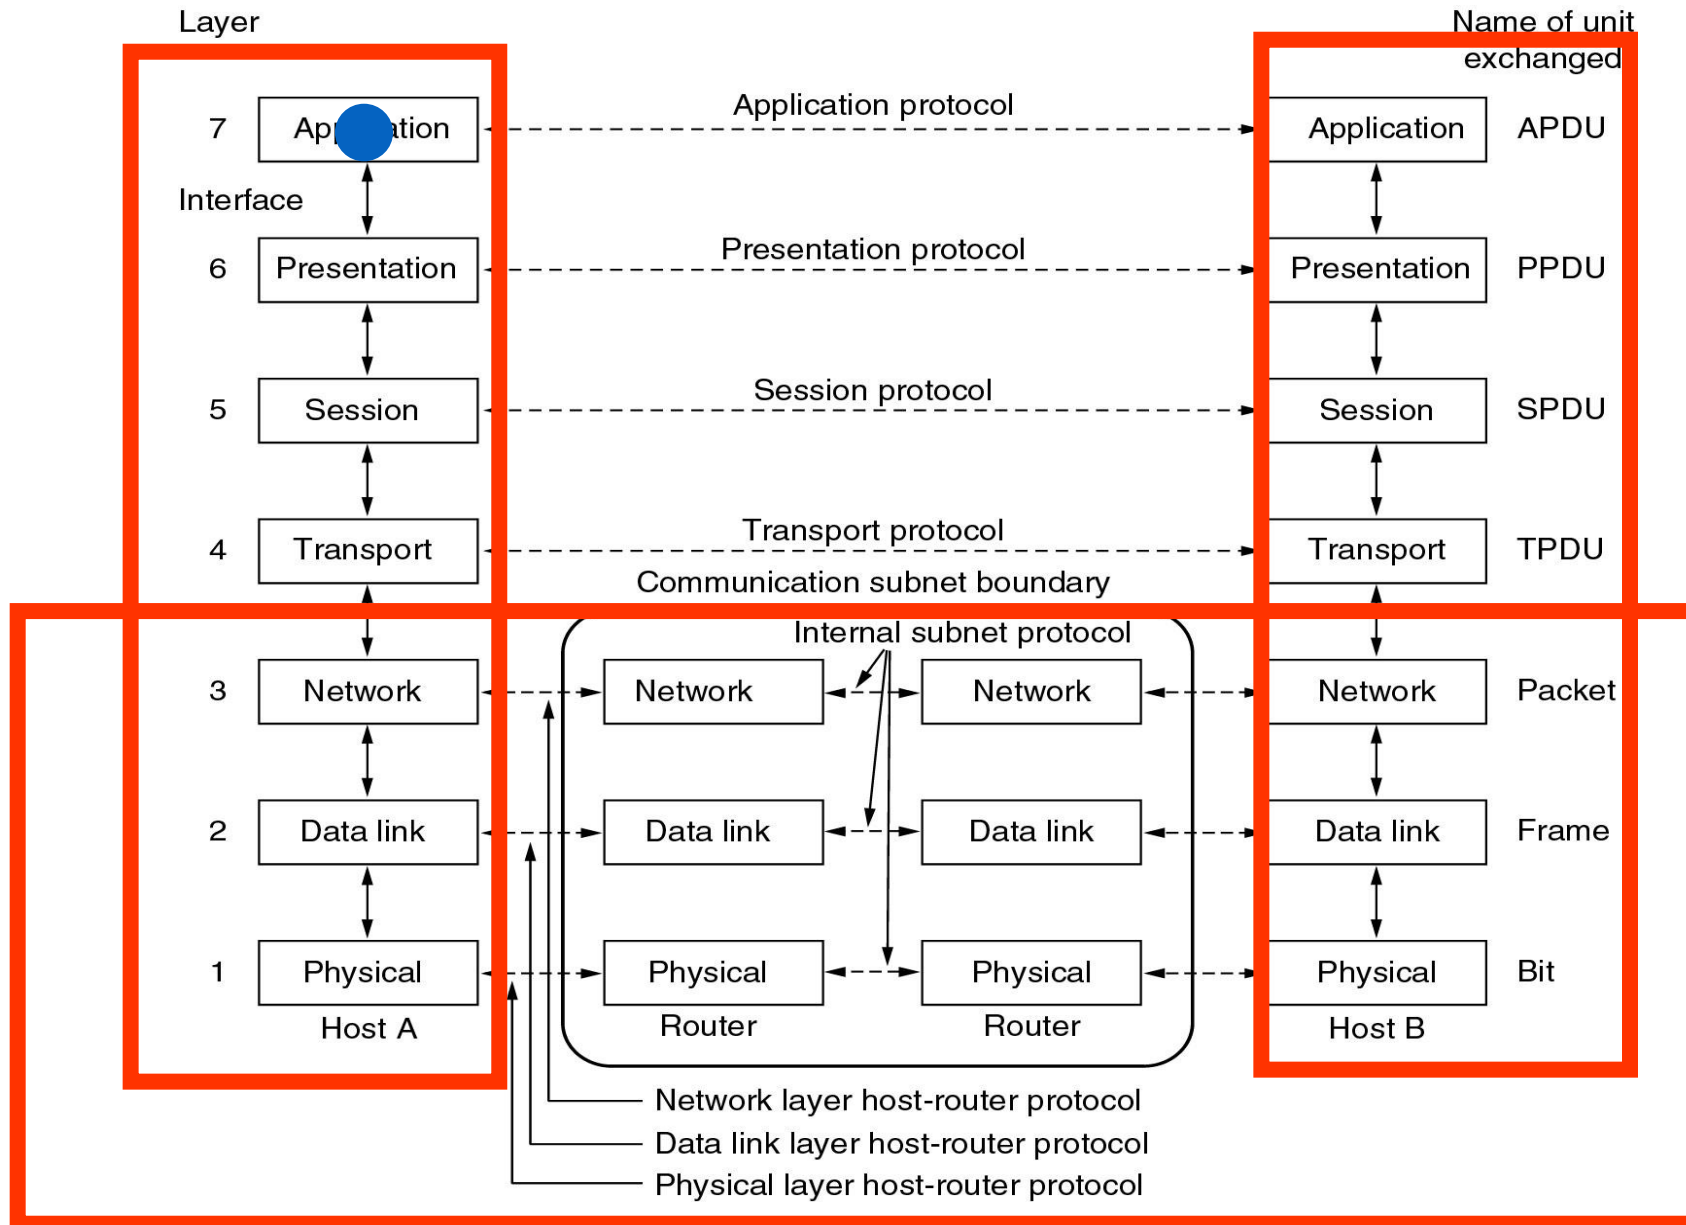 Layer
Name of unit
exchanged
7
Application
Application protocol
Application
APDU
Interface
6
Presentation
Presentation protocol
Presentation
PPDU
5
Session
Session protocol
Session
SPDU
4
Transport
Transport protocol
Transport
TPDU
Communication subnet boundary
Internal subnet protocol
3
Network
Network
Network
Network
Packet
2
Data link
Data link
Data link
Data link
Frame
1
Physical
Physical
Physical
Physical
Bit
Host A
Router
Router
Host B
Network layer host-router protocol
Data link layer host-router protocol
Physical layer host-router protocol